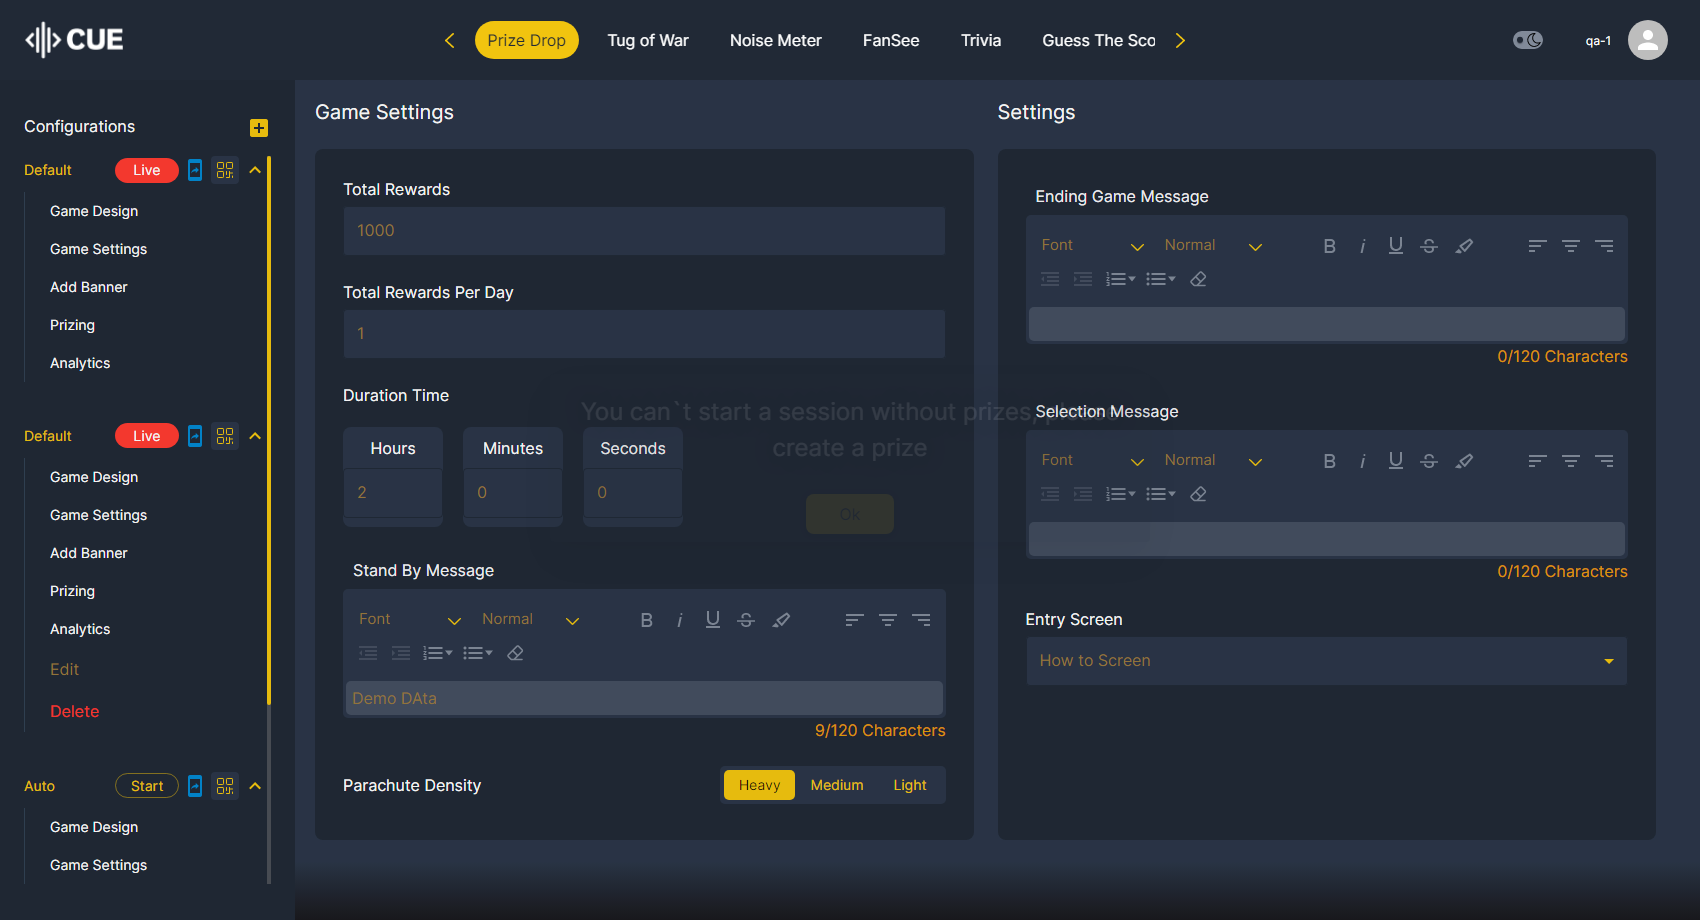 CUE
Prize Drop
Tug of War
Noise Meter
FanSee
Trivia
Guess The Sco
qa-1
Configurations
Default
Live
Game Design
Game Settings
Add Banner
Prizing
Analytics
Default
Live
Game Design
Game Settings
Add Banner
Prizing
Analytics
Edit
Delete
Auto
Start
Game Design
Game Settings
Game Settings
Total Rewards
1000
Total Rewards Per Day
1
Duration Time
Hours
Minutes
Seconds
2
0
0
You can`t start a session without prizes,
create a prize
Ok
Stand By Message
Font
Normal
B
i
U
S
Demo DAta
9/120 Characters
Parachute Density
Heavy
Medium
Light
Settings
Ending Game Message
Font
Normal
B
i
U
S
0/120 Characters
Selection Message
Font
Normal
B
i
U
S
0/120 Characters
Entry Screen
How to Screen